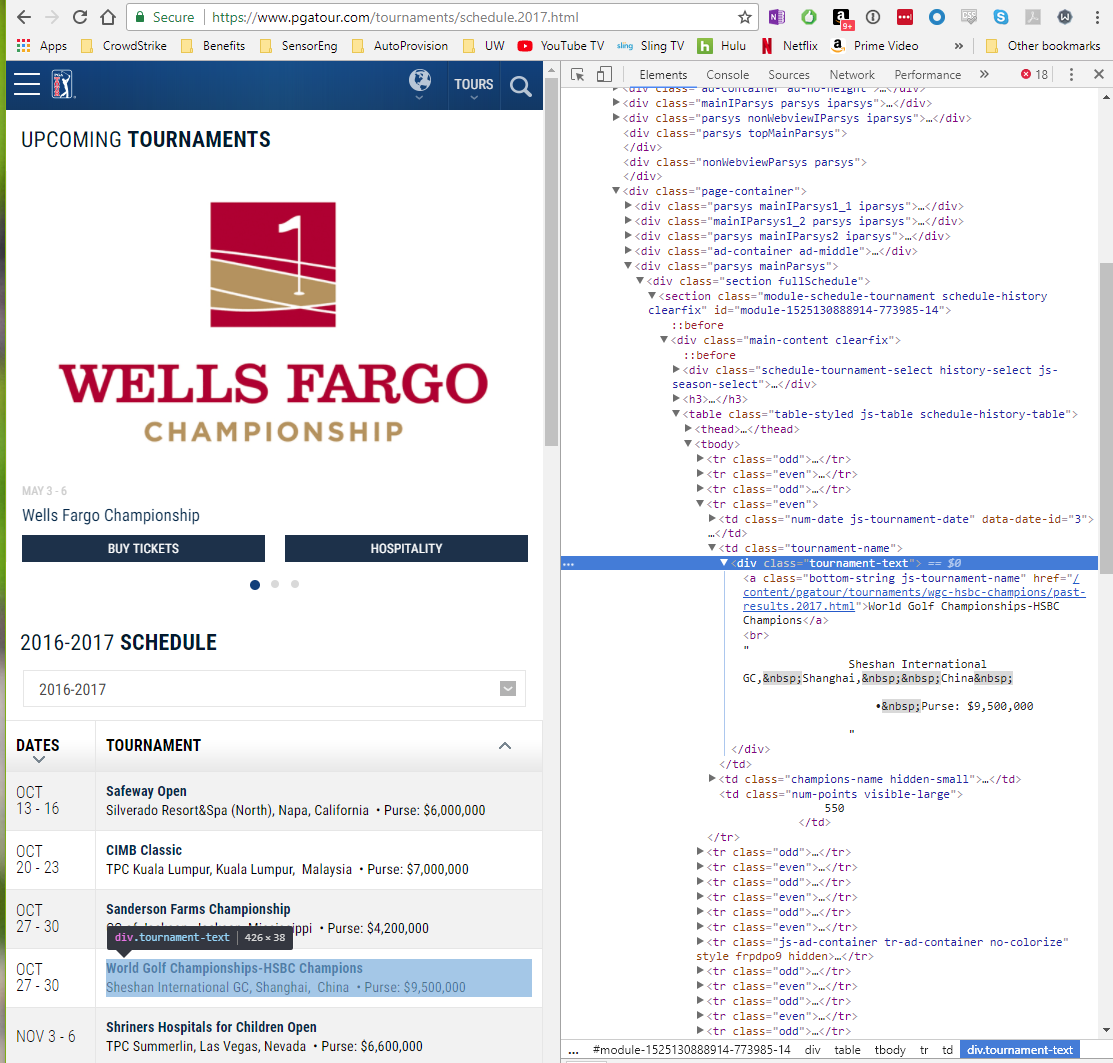 Secure
https://www.pgatour.com/tournaments/schedule.2017.html
9+
Apps
CrowdStrike
Benefits
SensorEng
AutoProvision
UW
YouTube TV
sling
Sling TV
h
Hulu
N
Netflix
a
Prime Video
»
Other bookmarks
TOURS
UPCOMING TOURNAMENTS
1
WELLS FARGO
CHAMPIONSHIP
MAY 3 - 6
Wells Fargo Championship
BUY TICKETS
HOSPITALITY
2016-2017 SCHEDULE
2016-2017
DATES
TOURNAMENT
OCT
13 - 16
Safeway Open
Silverado Resort&Spa (North), Napa, California • Purse: $6,000,000
OCT
20 - 23
CIMB Classic
TPC Kuala Lumpur, Kuala Lumpur, Malaysia • Purse: $7,000,000
OCT
27 - 30
Sanderson Farms Championship
• Purse: $4,200,000
div.tournament-text | 426 × 38
OCT
27 - 30
World Golf Championships-HSBC Champions
Sheshan International GC, Shanghai, China • Purse: $9,500,000
NOV 3 - 6
Shriners Hospitals for Children Open
TPC Summerlin, Las Vegas, Nevada • Purse: $6,600,000
Elements
Console
Sources
Network
Performance
»
18
<div class="ad-container ad-no-height">…</div>
<div class="mainIParsys parsys iparsys">…</div>
<div class="parsys nonWebviewIParsys iparsys">…</div>
<div class="parsys topMainParsys">
</div>
<div class="nonWebviewParsys parsys">
</div>
<div class="page-container">
<div class="parsys mainIParsys1_1 iparsys">…</div>
<div class="mainIParsys1_2 parsys iparsys">…</div>
<div class="parsys mainIParsys2 iparsys">…</div>
<div class="ad-container ad-middle">…</div>
<div class="parsys mainParsys">
<div class="section fullSchedule">
<section class="module-schedule-tournament schedule-history
clearfix" id="module-1525130888914-773985-14">
::before
<div class="main-content clearfix">
::before
<div class="schedule-tournament-select history-select js-
season-select">…</div>
<h3>…</h3>
<table class="table-styled js-table schedule-history-table">
<thead>…</thead>
<tbody>
<tr class="odd">…</tr>
<tr class="even">…</tr>
<tr class="odd">…</tr>
<tr class="even">
<td class="num-date js-tournament-date" data-date-id="3">
…</td>
<td class="tournament-name">
… <div class="tournament-text"> == $0
<a class="bottom-string js-tournament-name" href="/
content/pgatour/tournaments/wgc-hsbc-champions/past-
results.2017.html">World Golf Championships-HSBC
Champions</a>
<br>
"
Sheshan International
GC,&nbsp;Shanghai,&nbsp;&nbsp;China&nbsp;
•&nbsp;Purse: $9,500,000
"
</div>
</td>
<td class="champions-name hidden-small">…</td>
<td class="num-points visible-large">
550
</td>
</tr>
<tr class="odd">…</tr>
<tr class="even">…</tr>
<tr class="odd">…</tr>
<tr class="even">…</tr>
<tr class="odd">…</tr>
<tr class="even">…</tr>
<tr class="js-ad-container tr-ad-container no-colorize"
style frpdpo9 hidden>…</tr>
<tr class="odd">…</tr>
<tr class="even">…</tr>
<tr class="odd">…</tr>
<tr class="even">…</tr>
<tr class="odd">…</tr>
... #module-1525130888914-773985-14 div table tbody tr td div.tournament-text